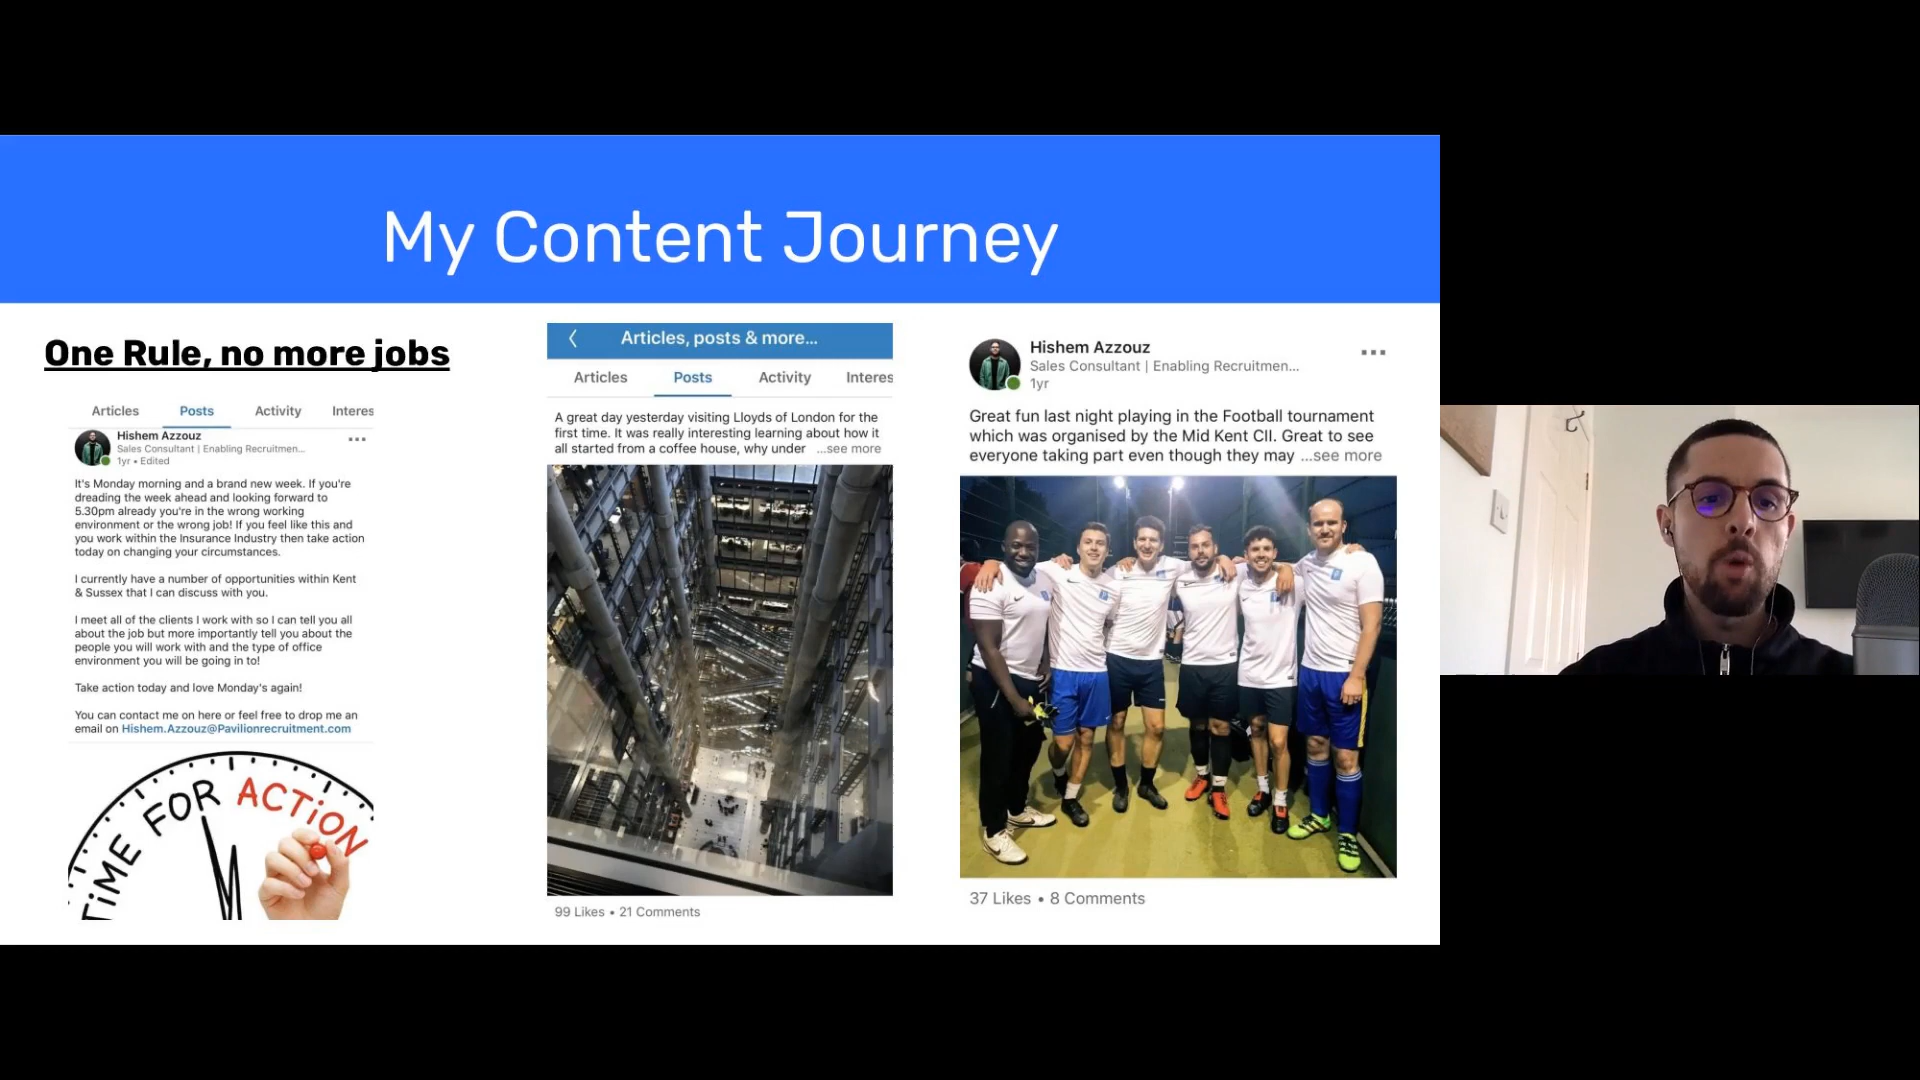 My Content Journey
One Rule, no more jobs
Articles Posts Activity Interes
Hishem Azzouz
Sales Consultant | Enabling Recruitmen...
1yr • Edited
It's Monday morning and a brand new week. If you're
dreading the week ahead and looking forward to
5.30pm already you're in the wrong working
environment or the wrong job! If you feel like this and
you work within the Insurance Industry then take action
today on changing your circumstances.
I currently have a number of opportunities within Kent
& Sussex that I can discuss with you.
I meet all of the clients I work with so I can tell you all
about the job but more importantly tell you about the
people you will work with and the type of office
environment you will be going in to!
Take action today and love Monday's again!
You can contact me on here or feel free to drop me an
email on Hishem.Azzouz@Pavilionrecruitment.com
TiME FOR ACTiON
Articles, posts & more...
Articles Posts Activity Interes
A great day yesterday visiting Lloyds of London for the
first time. It was really interesting learning about how it
all started from a coffee house, why under ...see more
99 Likes • 21 Comments
Hishem Azzouz
Sales Consultant | Enabling Recruitmen...
1yr
Great fun last night playing in the Football tournament
which was organised by the Mid Kent CII. Great to see
everyone taking part even though they may ...see more
37 Likes • 8 Comments